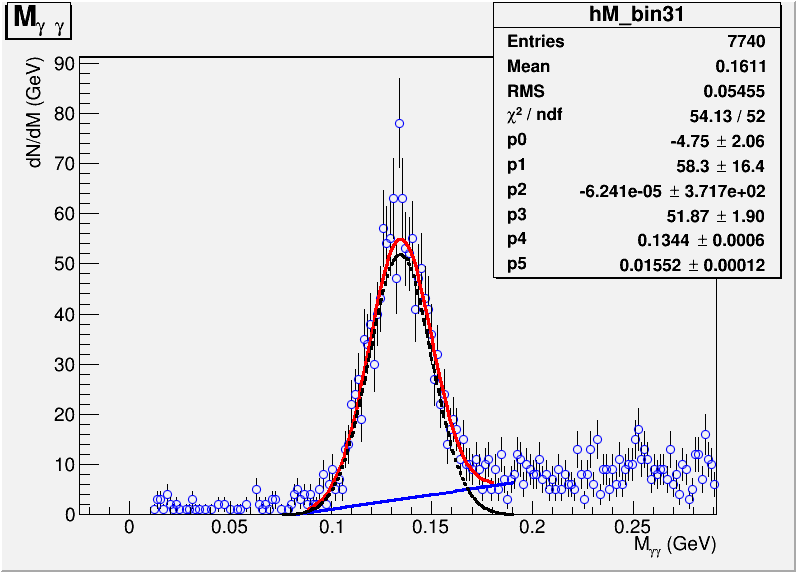 M γ γ
hM_bin31
Entries 7740
Mean 0.1611
RMS 0.05455
χ² / ndf 54.13 / 52
p0 -4.75 ± 2.06
p1 58.3 ± 16.4
p2 -6.241e-05 ± 3.717e+02
p3 51.87 ± 1.90
p4 0.1344 ± 0.0006
p5 0.01552 ± 0.00012
dN/dM (GeV)
90
80
70
60
50
40
30
20
10
0
0 0.05 0.1 0.15 0.2 0.25
Mγγ (GeV)